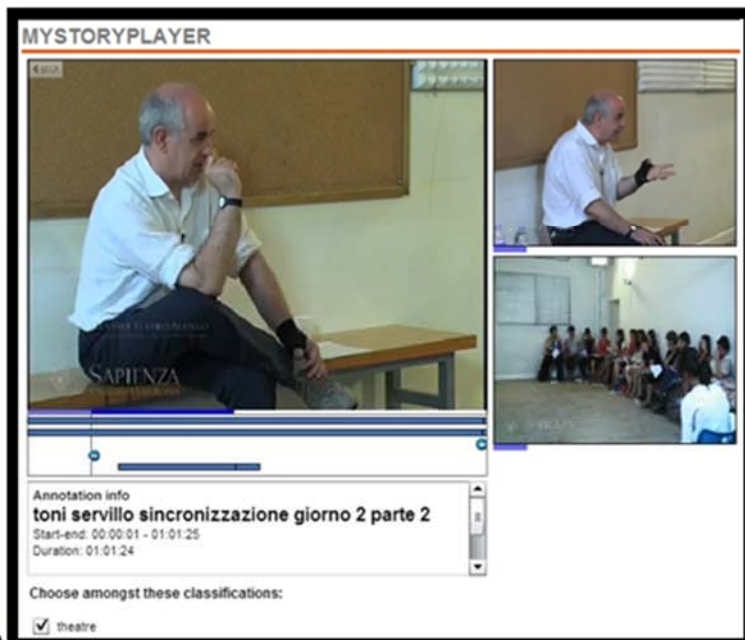 MYSTORYPLAYER
SAPIENZA
Annotation info
toni servillo sincronizzazione giorno 2 parte 2
Start-end: 00:00:01 - 01:01:25
Duration: 01:01:24
Choose amongst these classifications:
theatre